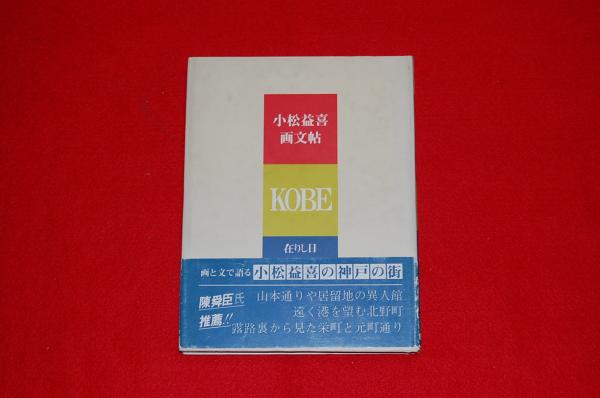 小松益喜
画文帖
KOBE
在りし日
画と文で語る小松益喜の神戸の街
陳舜臣氏
推薦!!
山本通りや居留地の異人館
遠く港を望む北野町
露路裏から見た栄町と元町通り